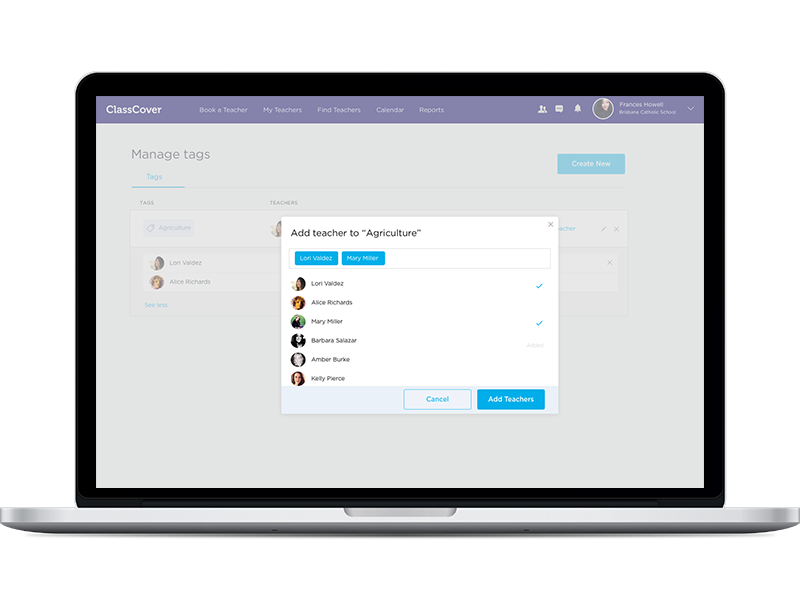 ClassCover Book a Teacher My Teachers Find Teachers Calendar Reports Frances Howell
Brisbane Catholic School
Manage tags
Create New
Tags
TAGS TEACHERS
Agriculture
Lori Valdez
Alice Richards
See less
Add teacher to “Agriculture”
Lori Valdez Mary Miller
Lori Valdez
Alice Richards
Mary Miller
Barbara Salazar Added
Amber Burke
Kelly Pierce
Cancel Add Teachers